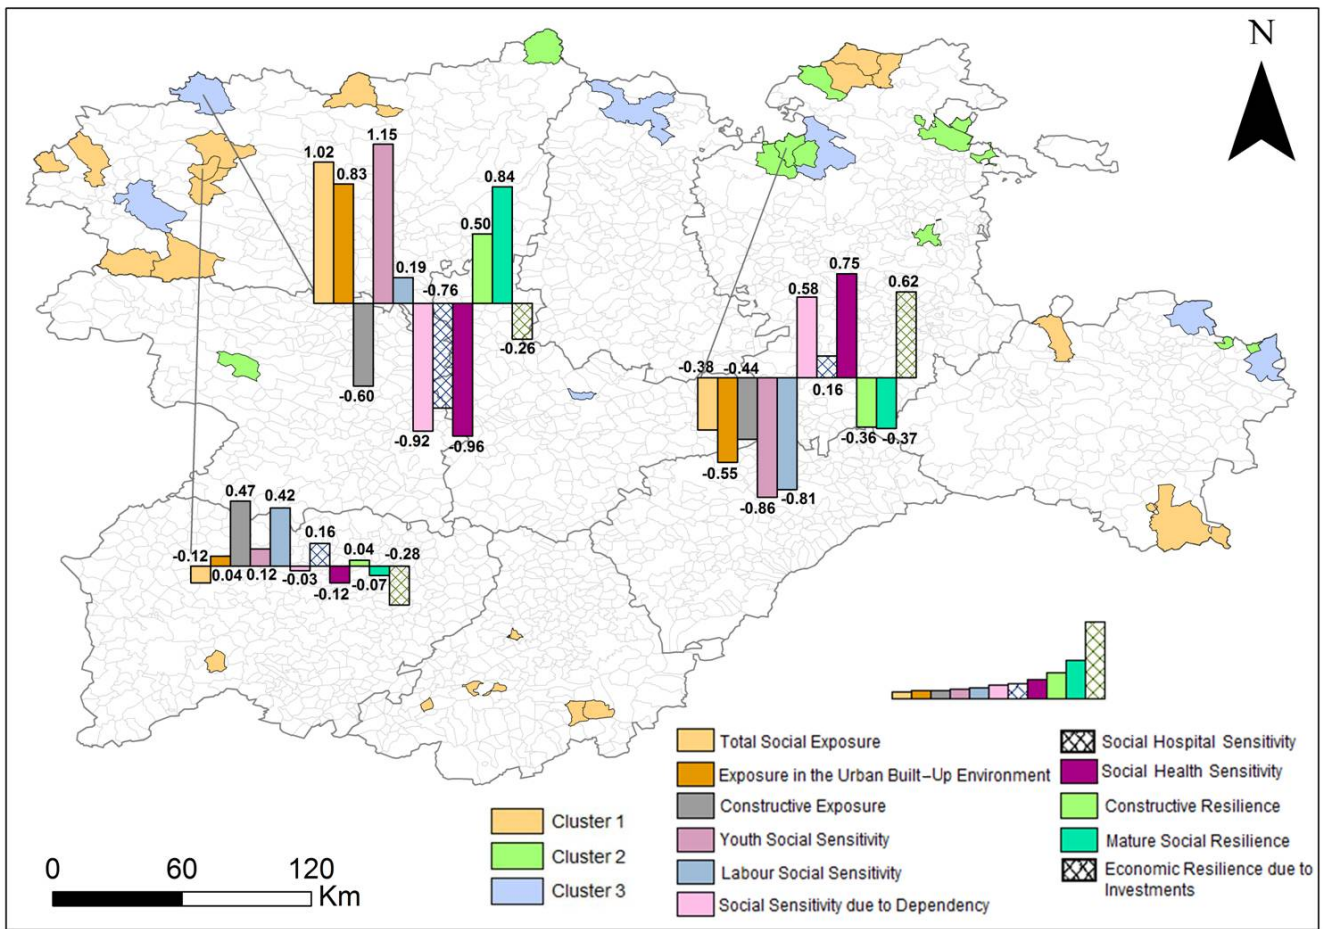 N
1.15
1.02
0.83
0.84
0.50
0.19
-0.76
-0.26
-0.60
-0.92
-0.96
0.75
0.58
0.62
-0.38
-0.44
0.16
-0.36
-0.37
-0.55
-0.81
-0.86
0.47
0.42
0.16
-0.12
0.04
-0.28
0.04
0.12
-0.03
-0.12
-0.07
Total Social Exposure
Exposure in the Urban Built-Up Environment
Constructive Exposure
Youth Social Sensitivity
Labour Social Sensitivity
Social Sensitivity due to Dependency
Social Hospital Sensitivity
Social Health Sensitivity
Constructive Resilience
Mature Social Resilience
Economic Resilience due to
Investments
Cluster 1
Cluster 2
Cluster 3
0 60 120
Km